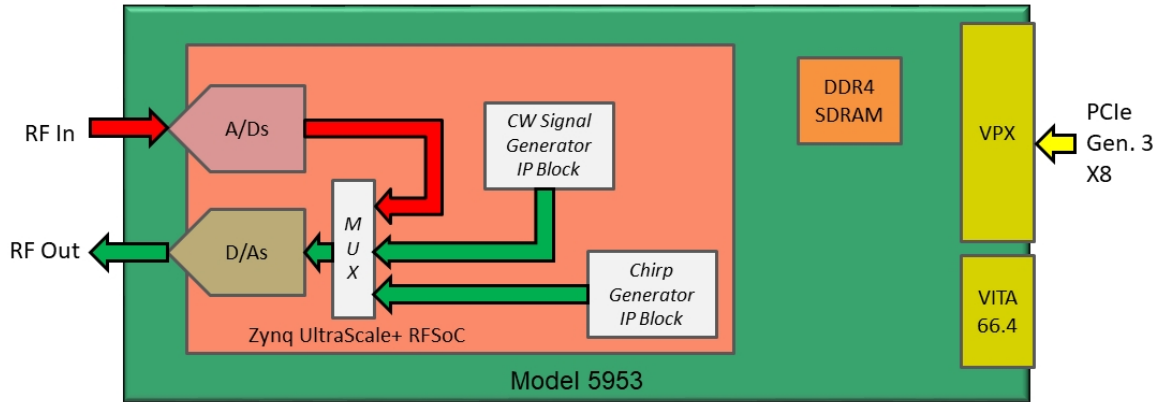 RF In
A/Ds
CW Signal
Generator
IP Block
DDR4
SDRAM
VPX
PCIe
Gen. 3
X8
RF Out
D/As
M
U
X
Chirp
Generator
IP Block
VITA
66.4
Zynq UltraScale+ RFSoC
Model 5953